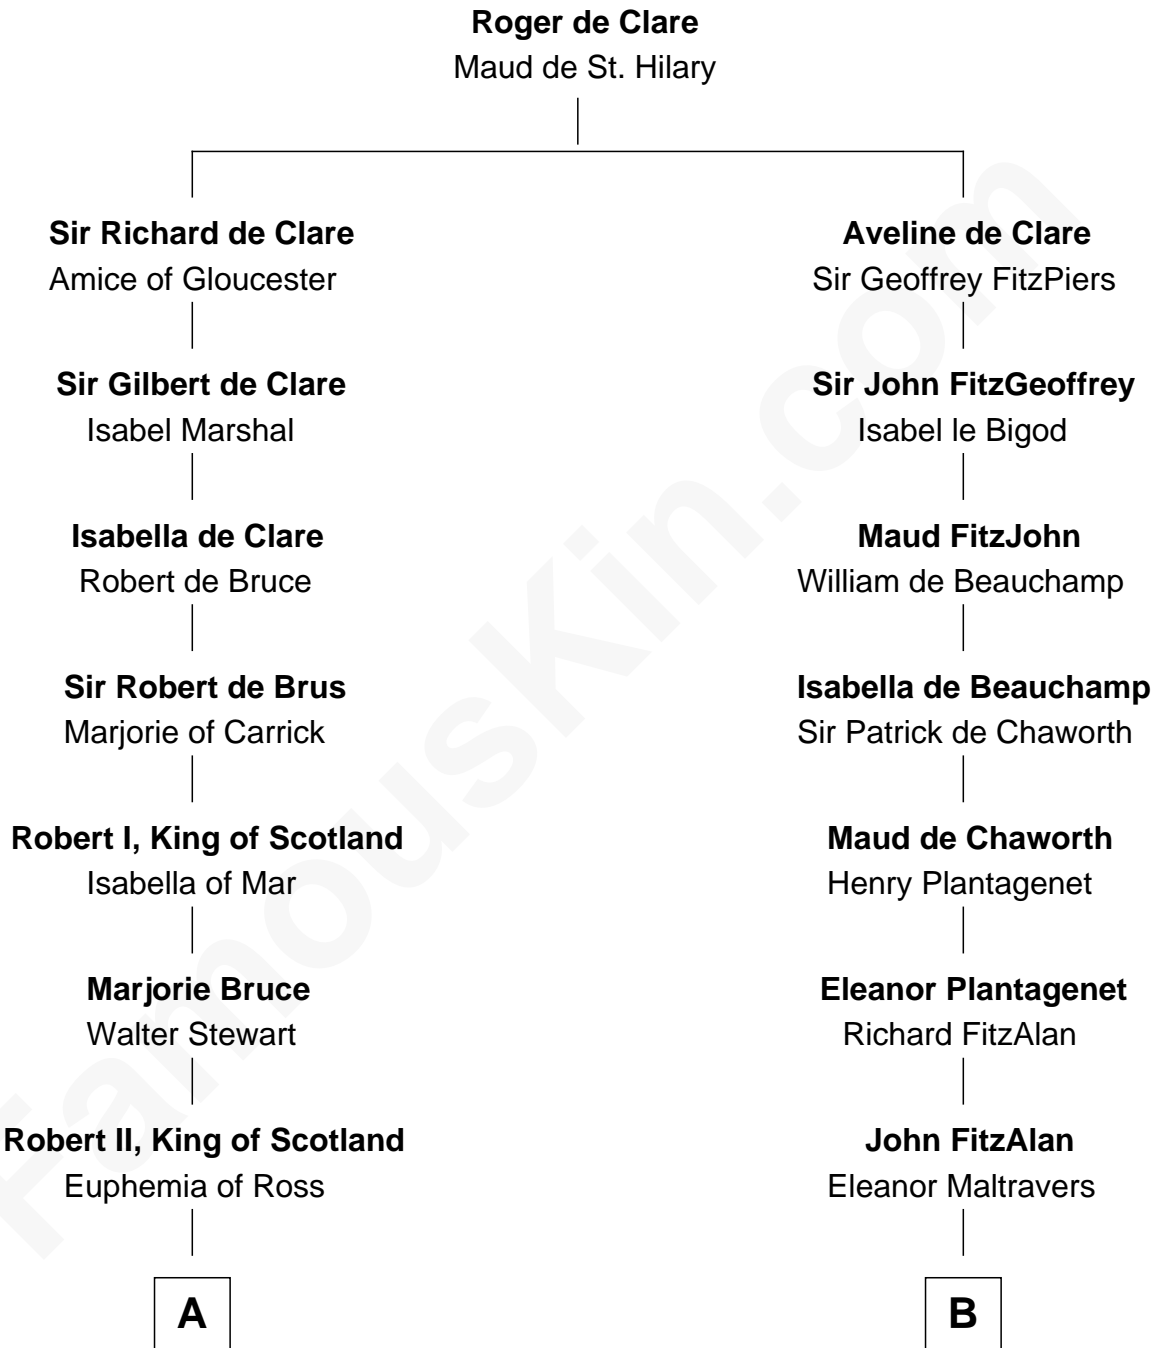 Roger de Clare
Maud de St. Hilary
Sir Richard de Clare
Amice of Gloucester
Aveline de Clare
Sir Geoffrey FitzPiers
Sir Gilbert de Clare
Isabel Marshal
Sir John FitzGeoffrey
Isabel le Bigod
Isabella de Clare
Robert de Bruce
Maud FitzJohn
William de Beauchamp
Sir Robert de Brus
Marjorie of Carrick
Isabella de Beauchamp
Sir Patrick de Chaworth
Robert I, King of Scotland
Isabella of Mar
Maud de Chaworth
Henry Plantagenet
Marjorie Bruce
Walter Stewart
Eleanor Plantagenet
Richard FitzAlan
Robert II, King of Scotland
Euphemia of Ross
John FitzAlan
Eleanor Maltravers
A
B
FamousKin.com